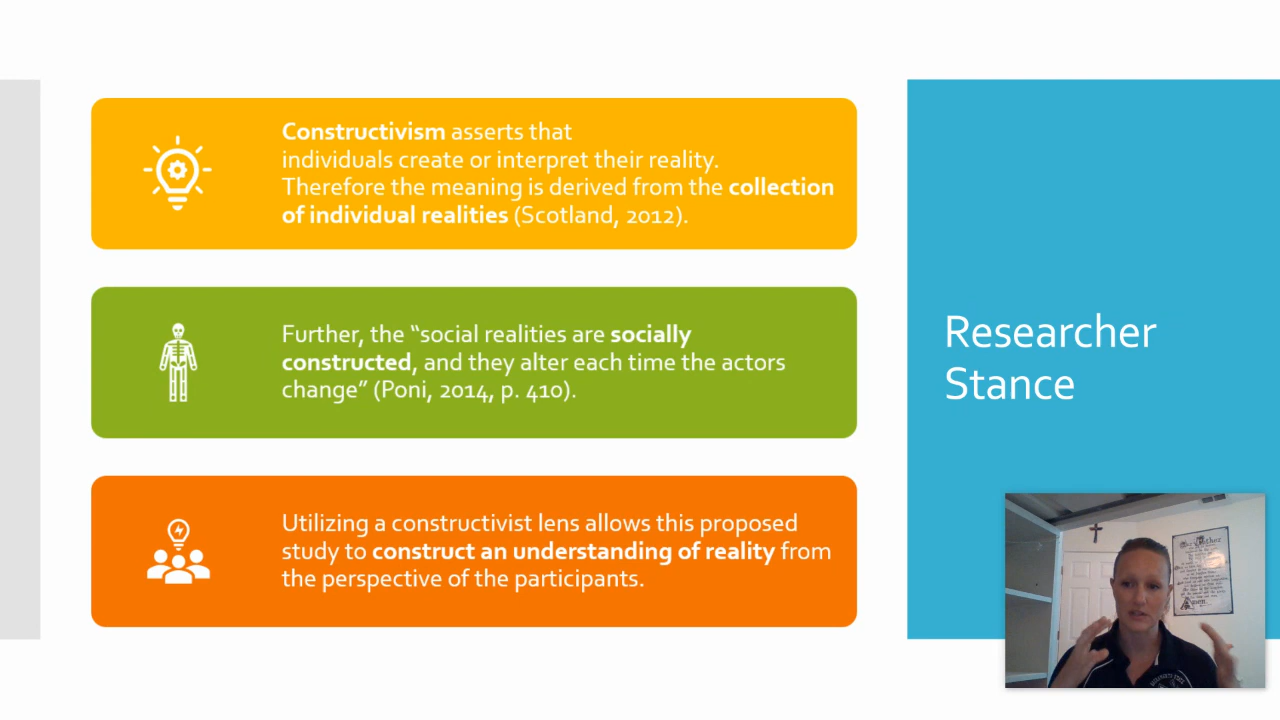 Constructivism asserts that
individuals create or interpret their reality.
Therefore the meaning is derived from the collection
of individual realities (Scotland, 2012).
Further, the “social realities are socially
constructed, and they alter each time the actors
change” (Poni, 2014, p. 410).
Utilizing a constructivist lens allows this proposed
study to construct an understanding of reality from
the perspective of the participants.
Researcher
Stance
Father
Amen